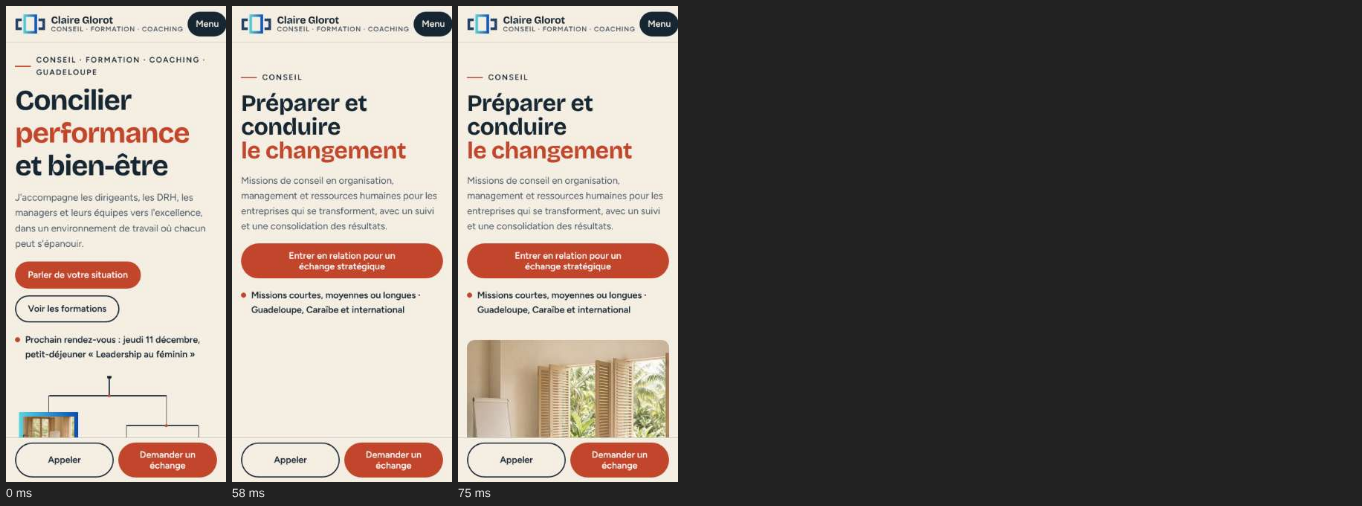 Claire Glorot
CONSEIL · FORMATION · COACHING
Menu
CONSEIL · FORMATION · COACHING ·
GUADELOUPE
Concilier
performance
et bien-être
J'accompagne les dirigeants, les DRH, les
managers et leurs équipes vers l'excellence,
dans un environnement de travail où chacun
peut s'épanouir.
Parler de votre situation
Voir les formations
Prochain rendez-vous : jeudi 11 décembre,
petit-déjeuner « Leadership au féminin »
Appeler
Demander un
échange
0 ms
Claire Glorot
CONSEIL · FORMATION · COACHING
Menu
CONSEIL
Préparer et
conduire
le changement
Missions de conseil en organisation,
management et ressources humaines pour les
entreprises qui se transforment, avec un suivi
et une consolidation des résultats.
Entrer en relation pour un
échange stratégique
Missions courtes, moyennes ou longues ·
Guadeloupe, Caraïbe et international
Appeler
Demander un
échange
58 ms
Claire Glorot
CONSEIL · FORMATION · COACHING
Menu
CONSEIL
Préparer et
conduire
le changement
Missions de conseil en organisation,
management et ressources humaines pour les
entreprises qui se transforment, avec un suivi
et une consolidation des résultats.
Entrer en relation pour un
échange stratégique
Missions courtes, moyennes ou longues ·
Guadeloupe, Caraïbe et international
Appeler
Demander un
échange
75 ms